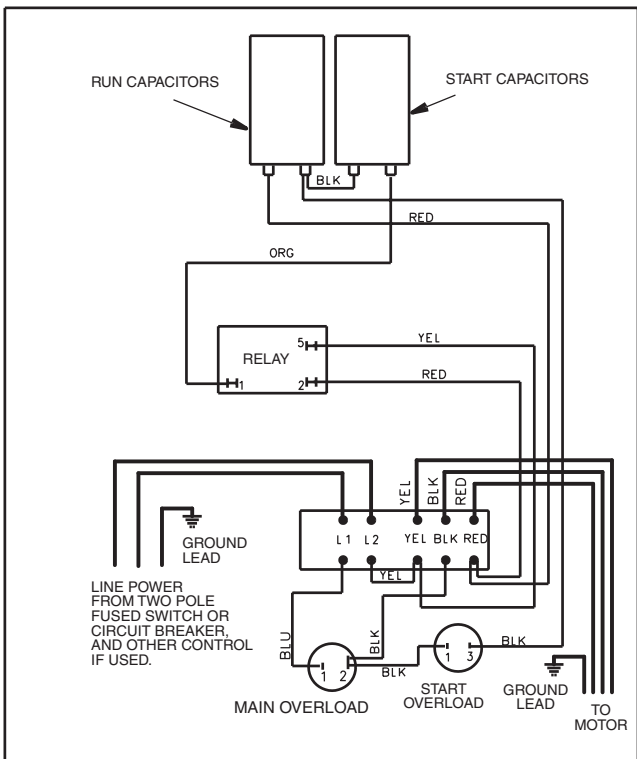 RUN CAPACITORS
START CAPACITORS
BLK
RED
ORG
RELAY
5
YEL
1
2
RED
YEL
BLK
RED
GROUND
LEAD
L1 L2 YEL BLK RED
YEL
LINE POWER
FROM TWO POLE
FUSED SWITCH OR
CIRCUIT BREAKER,
AND OTHER CONTROL
IF USED.
BLU
BLK
1 2
BLK
1 3
BLK
MAIN OVERLOAD
START
OVERLOAD
GROUND
LEAD
TO
MOTOR